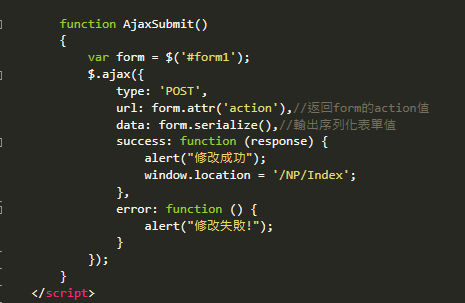 function AjaxSubmit()
{
var form = $('#form1');
$.ajax({
type: 'POST',
url: form.attr('action'),//返回form的action值
data: form.serialize(),//輸出序列化表單值
success: function (response) {
alert("修改成功");
window.location = '/NP/Index';
},
error: function () {
alert("修改失敗!");
}
});
}
</script>